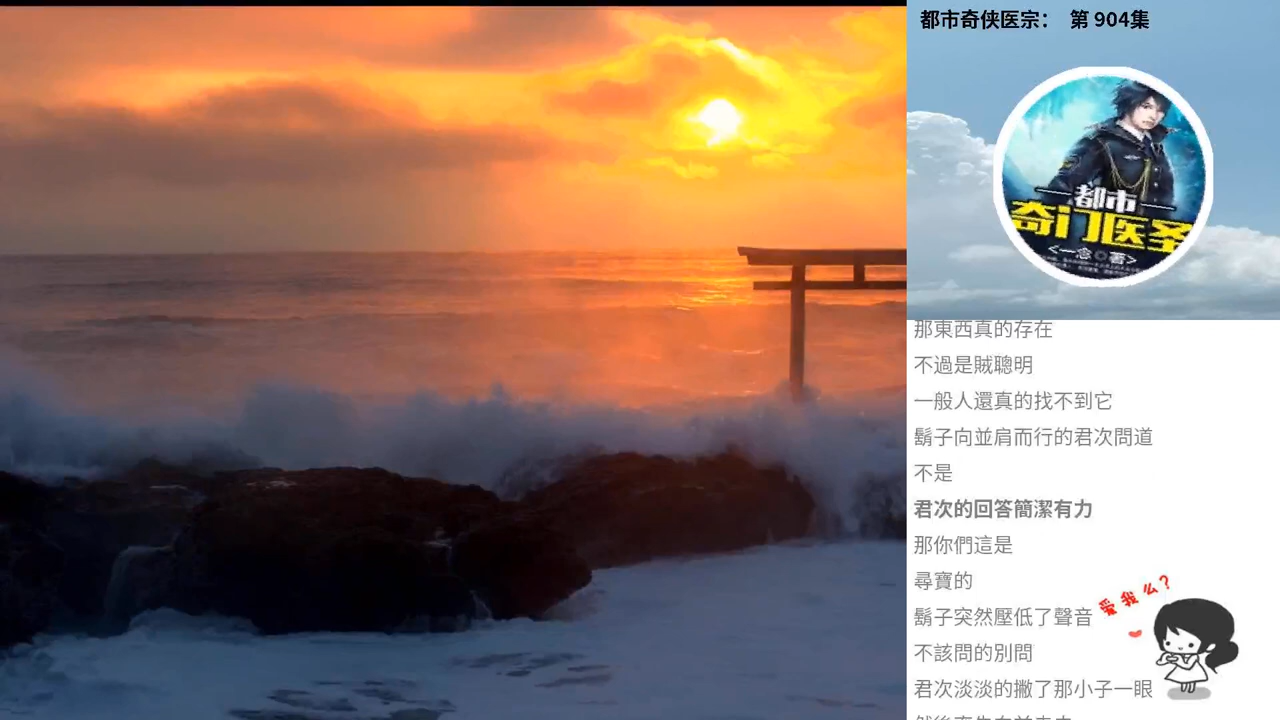 都市奇侠医宗： 第 904集
都市
奇门医圣
<一念 著>
那東西真的存在
不過是賊聰明
一般人還真的找不到它
鬍子向並肩而行的君次問道
不是
君次的回答簡潔有力
那你們這是
尋寶的
鬍子突然壓低了聲音
爱我么？
不該問的別問
君次淡淡的撇了那小子一眼